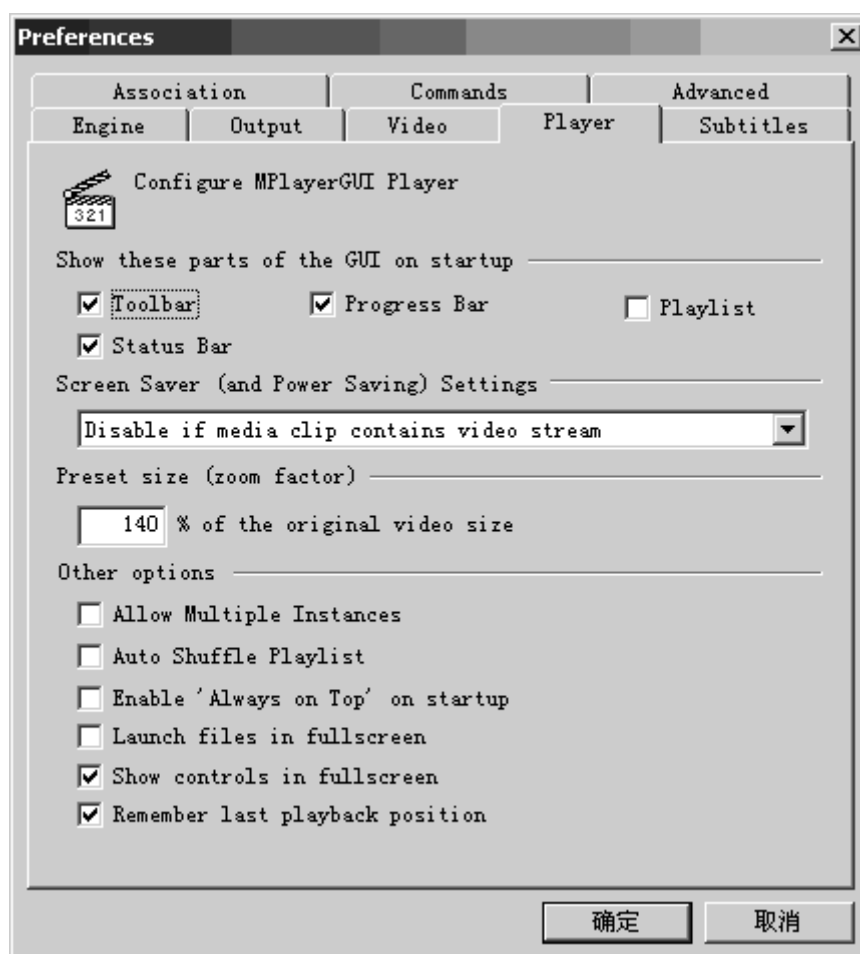 Preferences
Association Commands Advanced
Engine Output Video Player Subtitles
321
Configure MPlayerGUI Player
Show these parts of the GUI on startup
Toolbar Progress Bar Playlist
Status Bar
Screen Saver (and Power Saving) Settings
Disable if media clip contains video stream
Preset size (zoom factor)
140 % of the original video size
Other options
Allow Multiple Instances
Auto Shuffle Playlist
Enable 'Always on Top' on startup
Launch files in fullscreen
Show controls in fullscreen
Remember last playback position
确定 取消